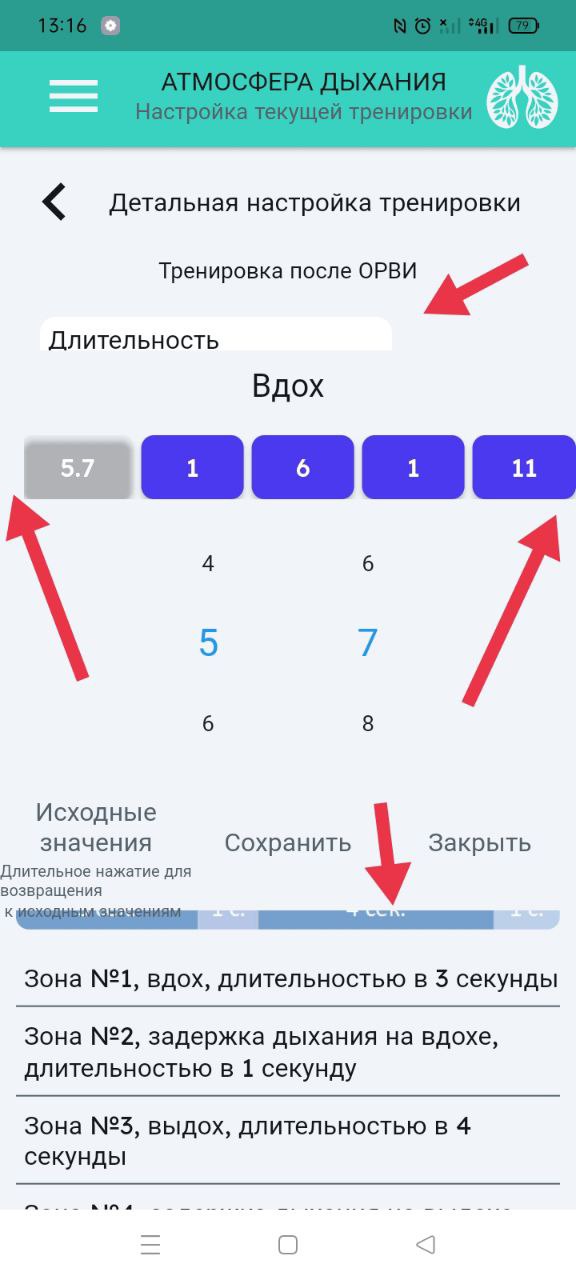 13:16
4G
79
АТМОСФЕРА ДЫХАНИЯ
Настройка текущей тренировки
Детальная настройка тренировки
Тренировка после ОРВИ
Длительность
Вдох
5.7 1 6 1 11
4 6
5 7
6 8
Исходные
значения Сохранить Закрыть
Длительное нажатие для
возвращения
к исходным значениям
1 с. 4 сек. 1 с.
Зона №1, вдох, длительностью в 3 секунды
Зона №2, задержка дыхания на вдохе,
длительностью в 1 секунду
Зона №3, выдох, длительностью в 4
секунды